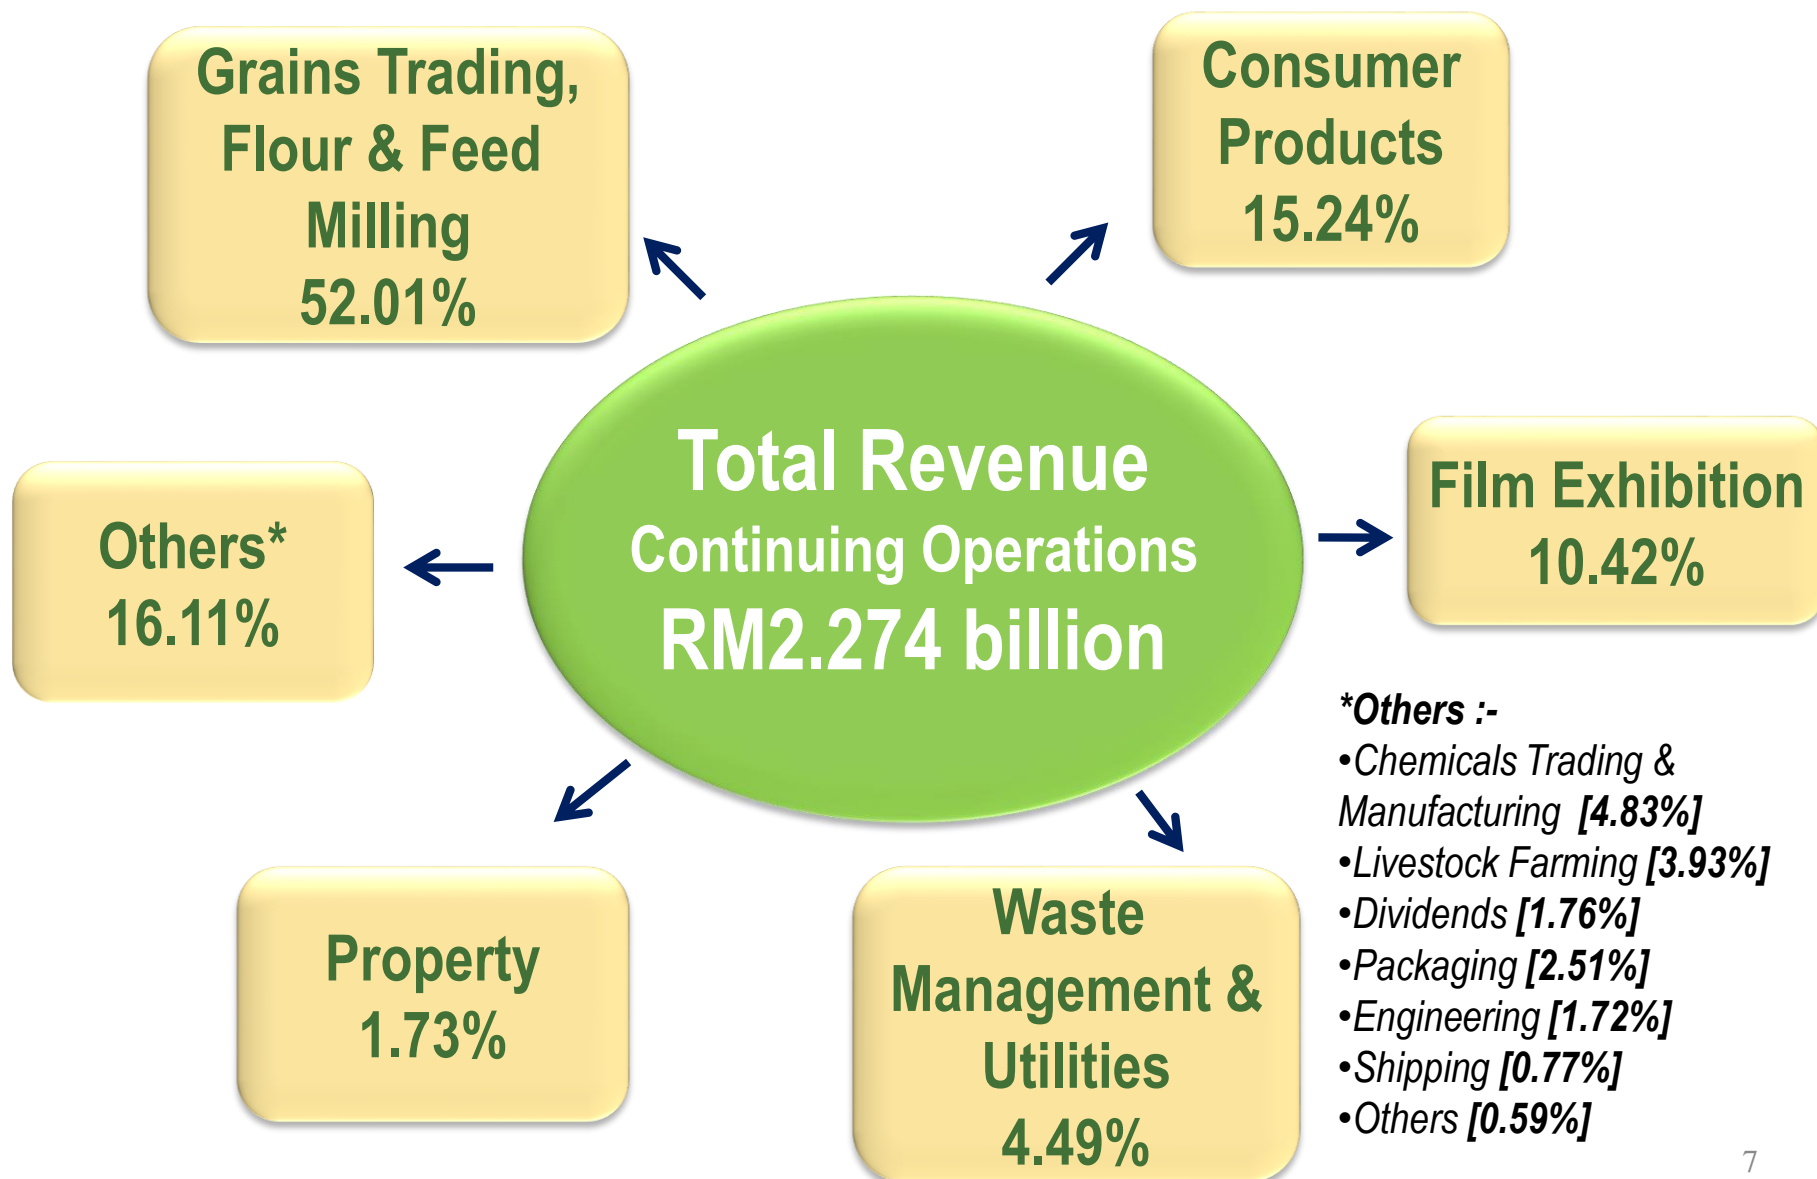 Grains Trading,
Flour & Feed
Milling
52.01%
Consumer
Products
15.24%
Total Revenue
Continuing Operations
RM2.274 billion
Film Exhibition
10.42%
Others*
16.11%
Property
1.73%
Waste
Management &
Utilities
4.49%
*Others :-
•Chemicals Trading &
Manufacturing [4.83%]
•Livestock Farming [3.93%]
•Dividends [1.76%]
•Packaging [2.51%]
•Engineering [1.72%]
•Shipping [0.77%]
•Others [0.59%]
7